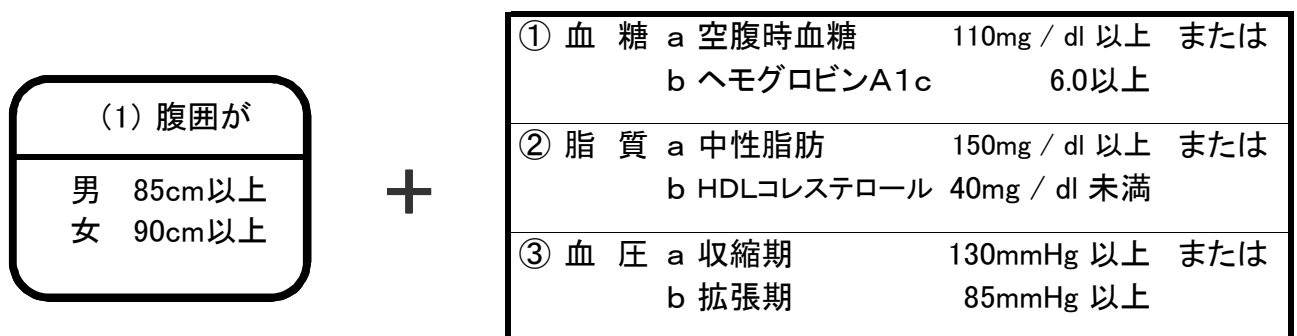 (1) 腹囲が
男 85cm以上
女 90cm以上
+
① 血 糖 a 空腹時血糖 110mg / dl 以上 または
b ヘモグロビンA1c 6.0以上
② 脂 質 a 中性脂肪 150mg / dl 以上 または
b HDLコレステロール 40mg / dl 未満
③ 血 圧 a 収縮期 130mmHg 以上 または
b 拡張期 85mmHg 以上